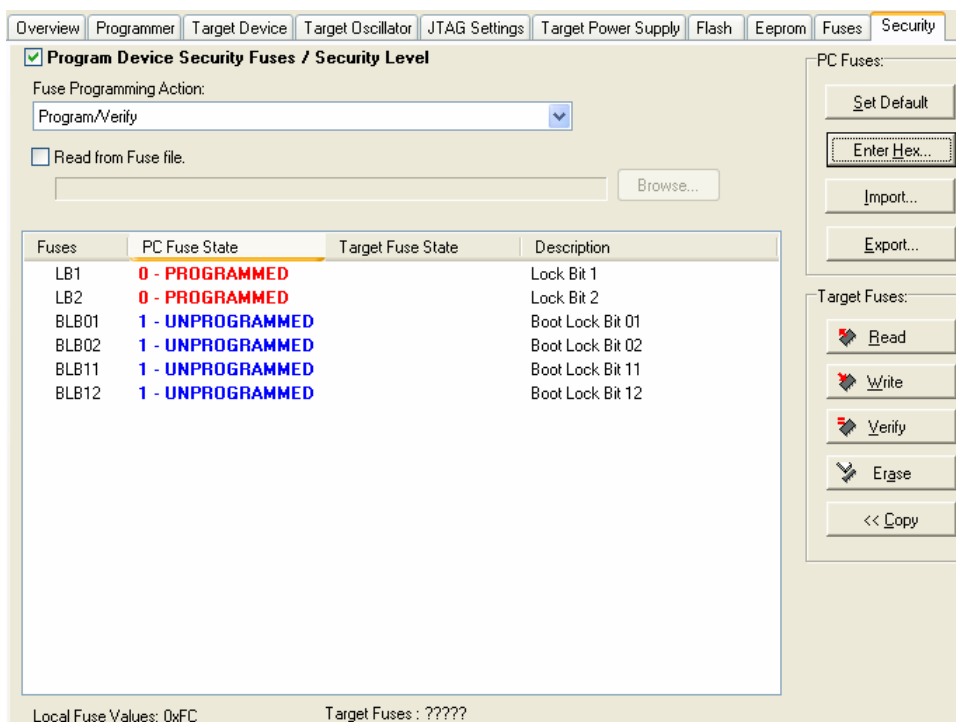 Overview Programmer Target Device Target Oscillator JTAG Settings Target Power Supply Flash Eeprom Fuses Security
Program Device Security Fuses / Security Level
Fuse Programming Action:
Program/Verify
Read from Fuse file.
Browse...
Fuses PC Fuse State Target Fuse State Description
LB1 0 - PROGRAMMED Lock Bit 1
LB2 0 - PROGRAMMED Lock Bit 2
BLB01 1 - UNPROGRAMMED Boot Lock Bit 01
BLB02 1 - UNPROGRAMMED Boot Lock Bit 02
BLB11 1 - UNPROGRAMMED Boot Lock Bit 11
BLB12 1 - UNPROGRAMMED Boot Lock Bit 12
Local Fuse Values: 0xFC Target Fuses : ?????
PC Fuses:
Set Default
Enter Hex...
Import...
Export...
Target Fuses:
Read
Write
Verify
Erase
<< Copy